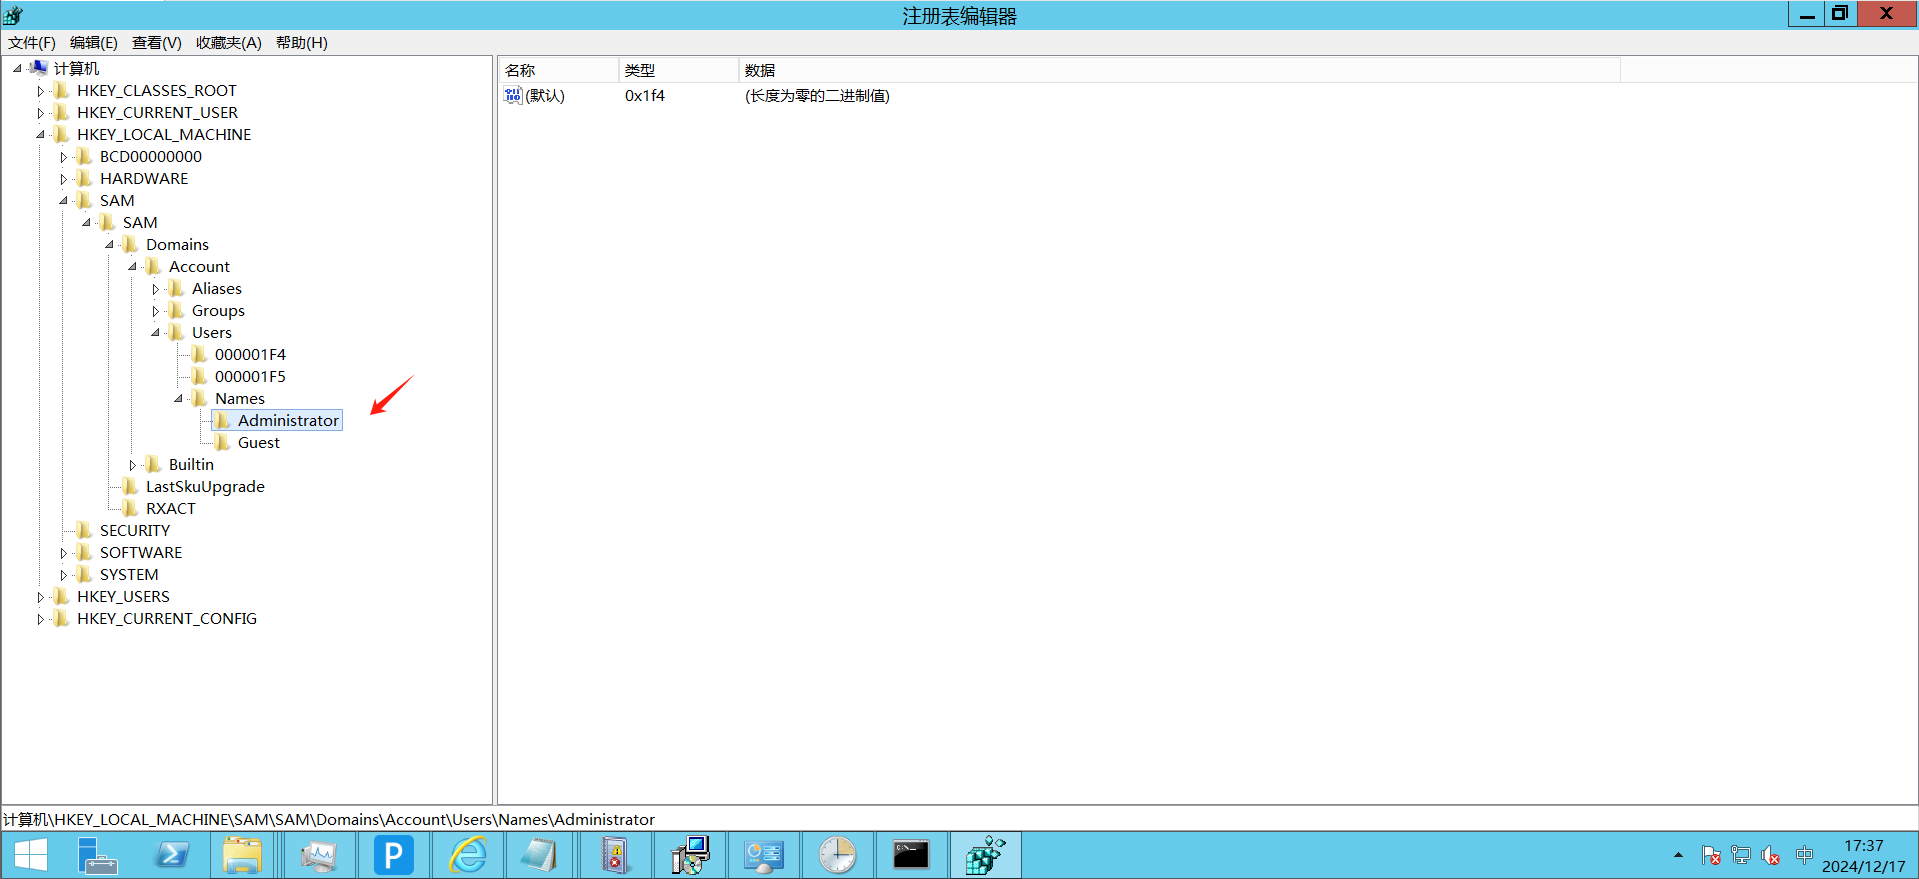 注册表编辑器
文件(F) 编辑(E) 查看(V) 收藏夹(A) 帮助(H)
计算机
HKEY_CLASSES_ROOT
HKEY_CURRENT_USER
HKEY_LOCAL_MACHINE
BCD00000000
HARDWARE
SAM
SAM
Domains
Account
Aliases
Groups
Users
000001F4
000001F5
Names
Administrator
Guest
Builtin
LastSkuUpgrade
RXACT
SECURITY
SOFTWARE
SYSTEM
HKEY_USERS
HKEY_CURRENT_CONFIG
名称 类型 数据
(默认) 0x1f4 (长度为零的二进制值)
计算机\HKEY_LOCAL_MACHINE\SAM\SAM\Domains\Account\Users\Names\Administrator
P
中
17:37
2024/12/17